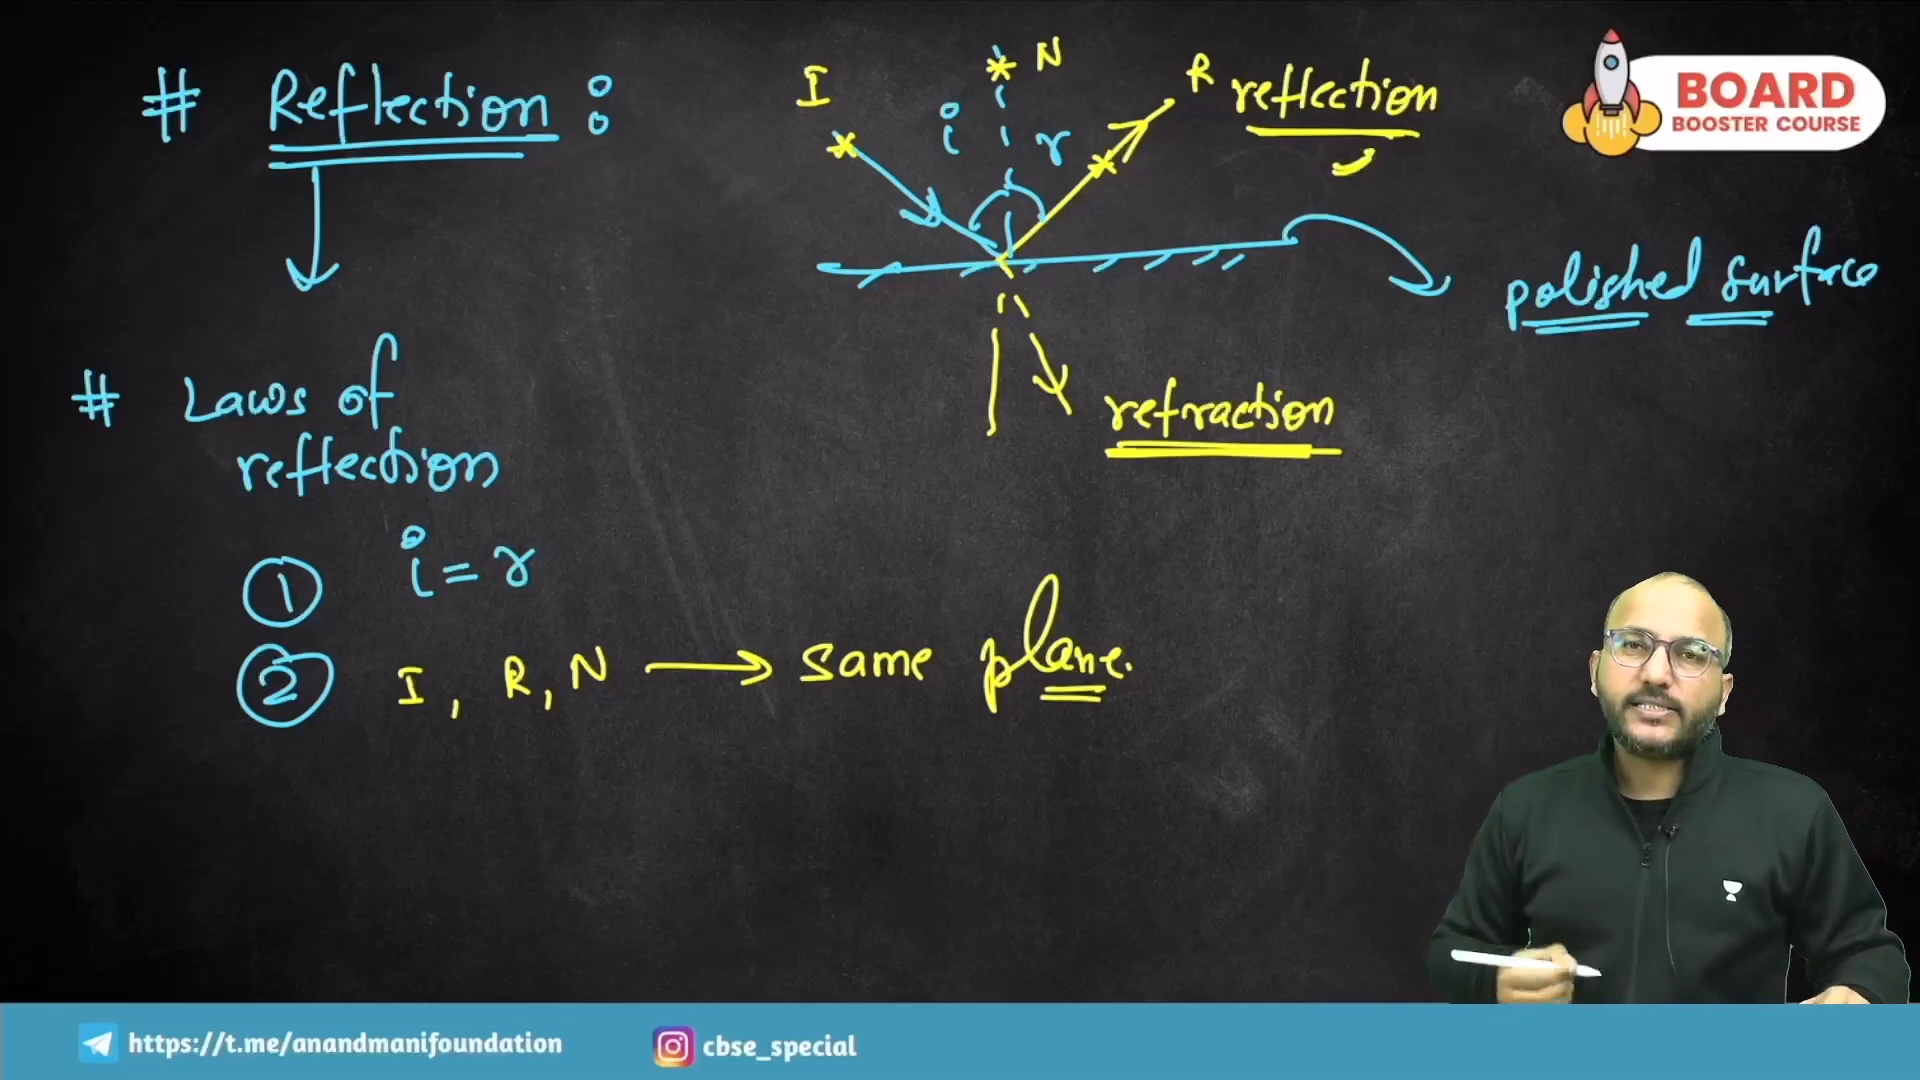 # Reflection :
I
N
R reflection
i
r
BOARD
BOOSTER COURSE
polished surface
refraction
# Laws of
reflection
① i = r
② I, R, N → same plane.
https://t.me/anandmanifoundation
cbse_special